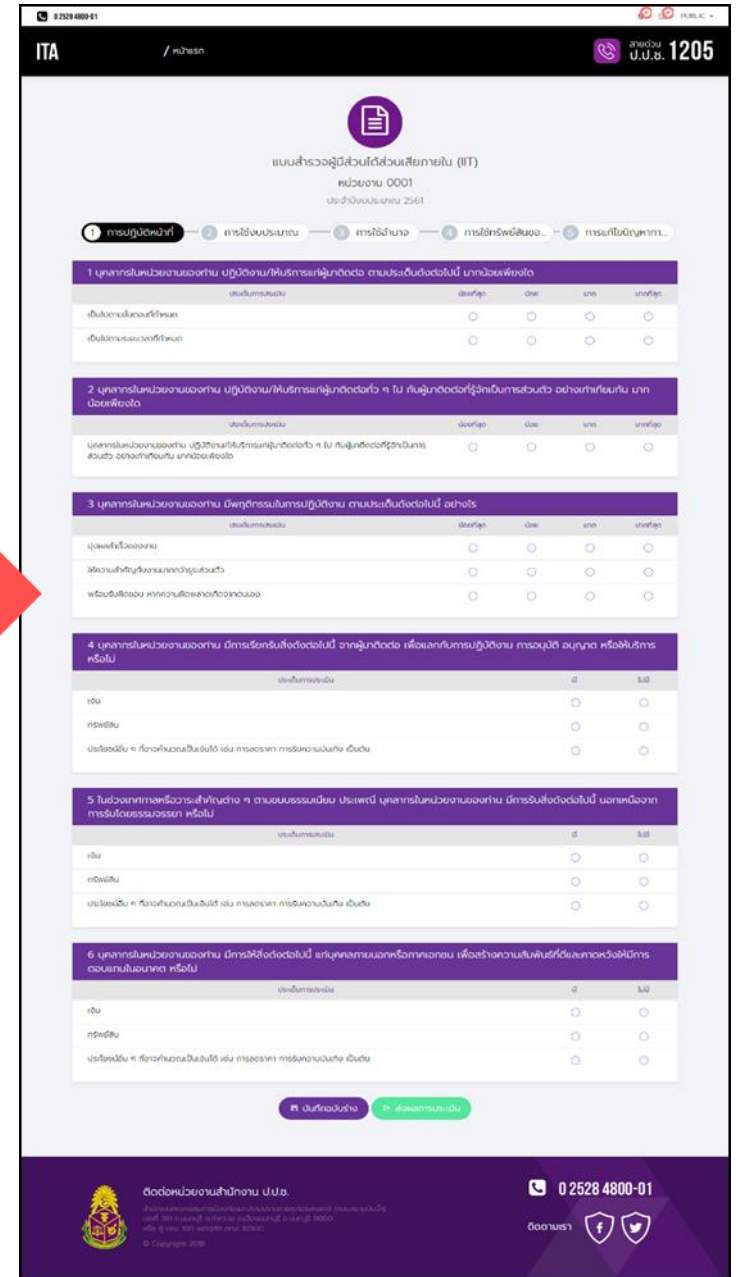 0 2528 4800-01
PUBLIC
ITA
/ หน้าแรก
สายด่วน
ป.ป.ช. 1205
แบบสำรวจผู้มีส่วนได้ส่วนเสียภายใน (IIT)
หน่วยงาน 0001
ประจำปีงบประมาณ 2561
1 การปฏิบัติหน้าที่ 2 การใช้งบประมาณ 3 การใช้อำนาจ 4 การใช้ทรัพย์สินขอ... 5 การแก้ไขปัญหากา...
1 บุคลากรในหน่วยงานของท่าน ปฏิบัติงาน/ให้บริการแก่ผู้มาติดต่อ ตามประเด็นดังต่อไปนี้ มากน้อยเพียงใด
ประเด็นการประเมิน น้อยที่สุด น้อย มาก มากที่สุด
เป็นไปตามขั้นตอนที่กำหนด
เป็นไปตามระยะเวลาที่กำหนด
2 บุคลากรในหน่วยงานของท่าน ปฏิบัติงาน/ให้บริการแก่ผู้มาติดต่อทั่ว ๆ ไป กับผู้มาติดต่อที่รู้จักเป็นการส่วนตัว อย่างเท่าเทียมกัน มาก
น้อยเพียงใด
ประเด็นการประเมิน น้อยที่สุด น้อย มาก มากที่สุด
บุคลากรในหน่วยงานของท่าน ปฏิบัติงาน/ให้บริการแก่ผู้มาติดต่อทั่ว ๆ ไป กับผู้มาติดต่อที่รู้จักเป็นการ
ส่วนตัว อย่างเท่าเทียมกัน มากน้อยเพียงใด
3 บุคลากรในหน่วยงานของท่าน มีพฤติกรรมในการปฏิบัติงาน ตามประเด็นดังต่อไปนี้ อย่างไร
ประเด็นการประเมิน น้อยที่สุด น้อย มาก มากที่สุด
มุ่งผลสำเร็จของงาน
ให้ความสำคัญกับงานมากกว่าธุระส่วนตัว
พร้อมรับผิดชอบ หากความผิดพลาดเกิดจากตนเอง
4 บุคลากรในหน่วยงานของท่าน มีการเรียกรับสิ่งดังต่อไปนี้ จากผู้มาติดต่อ เพื่อแลกกับการปฏิบัติงาน การอนุมัติ อนุญาต หรือให้บริการ
หรือไม่
ประเด็นการประเมิน มี ไม่มี
เงิน
ทรัพย์สิน
ประโยชน์อื่น ๆ ที่อาจคำนวณเป็นเงินได้ เช่น การลดราคา การรับความบันเทิง เป็นต้น
5 ในช่วงเทศกาลหรือวาระสำคัญต่าง ๆ ตามขนบธรรมเนียม ประเพณี บุคลากรในหน่วยงานของท่าน มีการรับสิ่งดังต่อไปนี้ นอกเหนือจาก
การรับโดยธรรมจรรยา หรือไม่
ประเด็นการประเมิน มี ไม่มี
เงิน
ทรัพย์สิน
ประโยชน์อื่น ๆ ที่อาจคำนวณเป็นเงินได้ เช่น การลดราคา การรับความบันเทิง เป็นต้น
6 บุคลากรในหน่วยงานของท่าน มีการให้สิ่งดังต่อไปนี้ แก่บุคคลภายนอกหรือภาคเอกชน เพื่อสร้างความสัมพันธ์ที่ดีและคาดหวังให้มีการ
ตอบแทนในอนาคต หรือไม่
ประเด็นการประเมิน มี ไม่มี
เงิน
ทรัพย์สิน
ประโยชน์อื่น ๆ ที่อาจคำนวณเป็นเงินได้ เช่น การลดราคา การรับความบันเทิง เป็นต้น
บันทึกฉบับร่าง ส่งผลการประเมิน
ติดต่อหน่วยงานสำนักงาน ป.ป.ช.
© Copyright 2018
0 2528 4800-01
ติดตามเรา